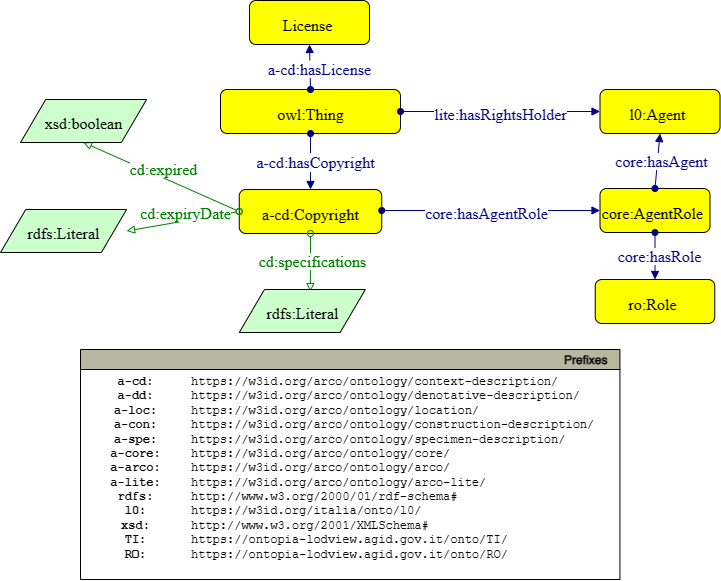 License
a-cd:hasLicense
owl:Thing
lite:hasRightsHolder
l0:Agent
xsd:boolean
a-cd:hasCopyright
core:hasAgent
cd:expired
cd:expiryDate
a-cd:Copyright
core:hasAgentRole
core:AgentRole
rdfs:Literal
cd:specifications
core:hasRole
rdfs:Literal
ro:Role
Prefixes
a-cd: https://w3id.org/arco/ontology/context-description/
a-dd: https://w3id.org/arco/ontology/denotative-description/
a-loc: https://w3id.org/arco/ontology/location/
a-con: https://w3id.org/arco/ontology/construction-description/
a-spe: https://w3id.org/arco/ontology/specimen-description/
a-core: https://w3id.org/arco/ontology/core/
a-arco: https://w3id.org/arco/ontology/arco/
a-lite: https://w3id.org/arco/ontology/arco-lite/
rdfs: http://www.w3.org/2000/01/rdf-schema#
l0: https://w3id.org/italia/onto/l0/
xsd: http://www.w3.org/2001/XMLSchema#
TI: https://ontopia-lodview.agid.gov.it/onto/TI/
RO: https://ontopia-lodview.agid.gov.it/onto/RO/